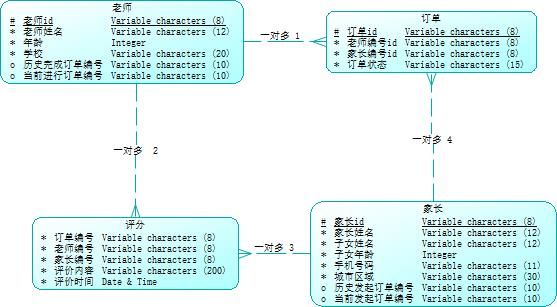 老师
# 老师id Variable characters (8)
* 老师姓名 Variable characters (12)
* 年龄 Integer
* 学校 Variable characters (20)
o 历史完成订单编号 Variable characters (10)
o 当前进行订单编号 Variable characters (10)
一对多 1
订单
# 订单id Variable characters (8)
* 老师编号id Variable characters (8)
* 家长编号id Variable characters (8)
* 订单状态 Variable characters (15)
一对多 2
一对多 4
评分
* 订单编号 Variable characters (8)
* 老师编号 Variable characters (8)
* 家长编号 Variable characters (8)
* 评价内容 Variable characters (200)
* 评价时间 Date & Time
一对多 3
家长
# 家长id Variable characters (8)
* 家长姓名 Variable characters (12)
* 子女姓名 Variable characters (12)
* 子女年龄 Integer
* 手机号码 Variable characters (11)
* 城市区域 Variable characters (30)
o 历史发起订单编号 Variable characters (10)
o 当前发起订单编号 Variable characters (10)